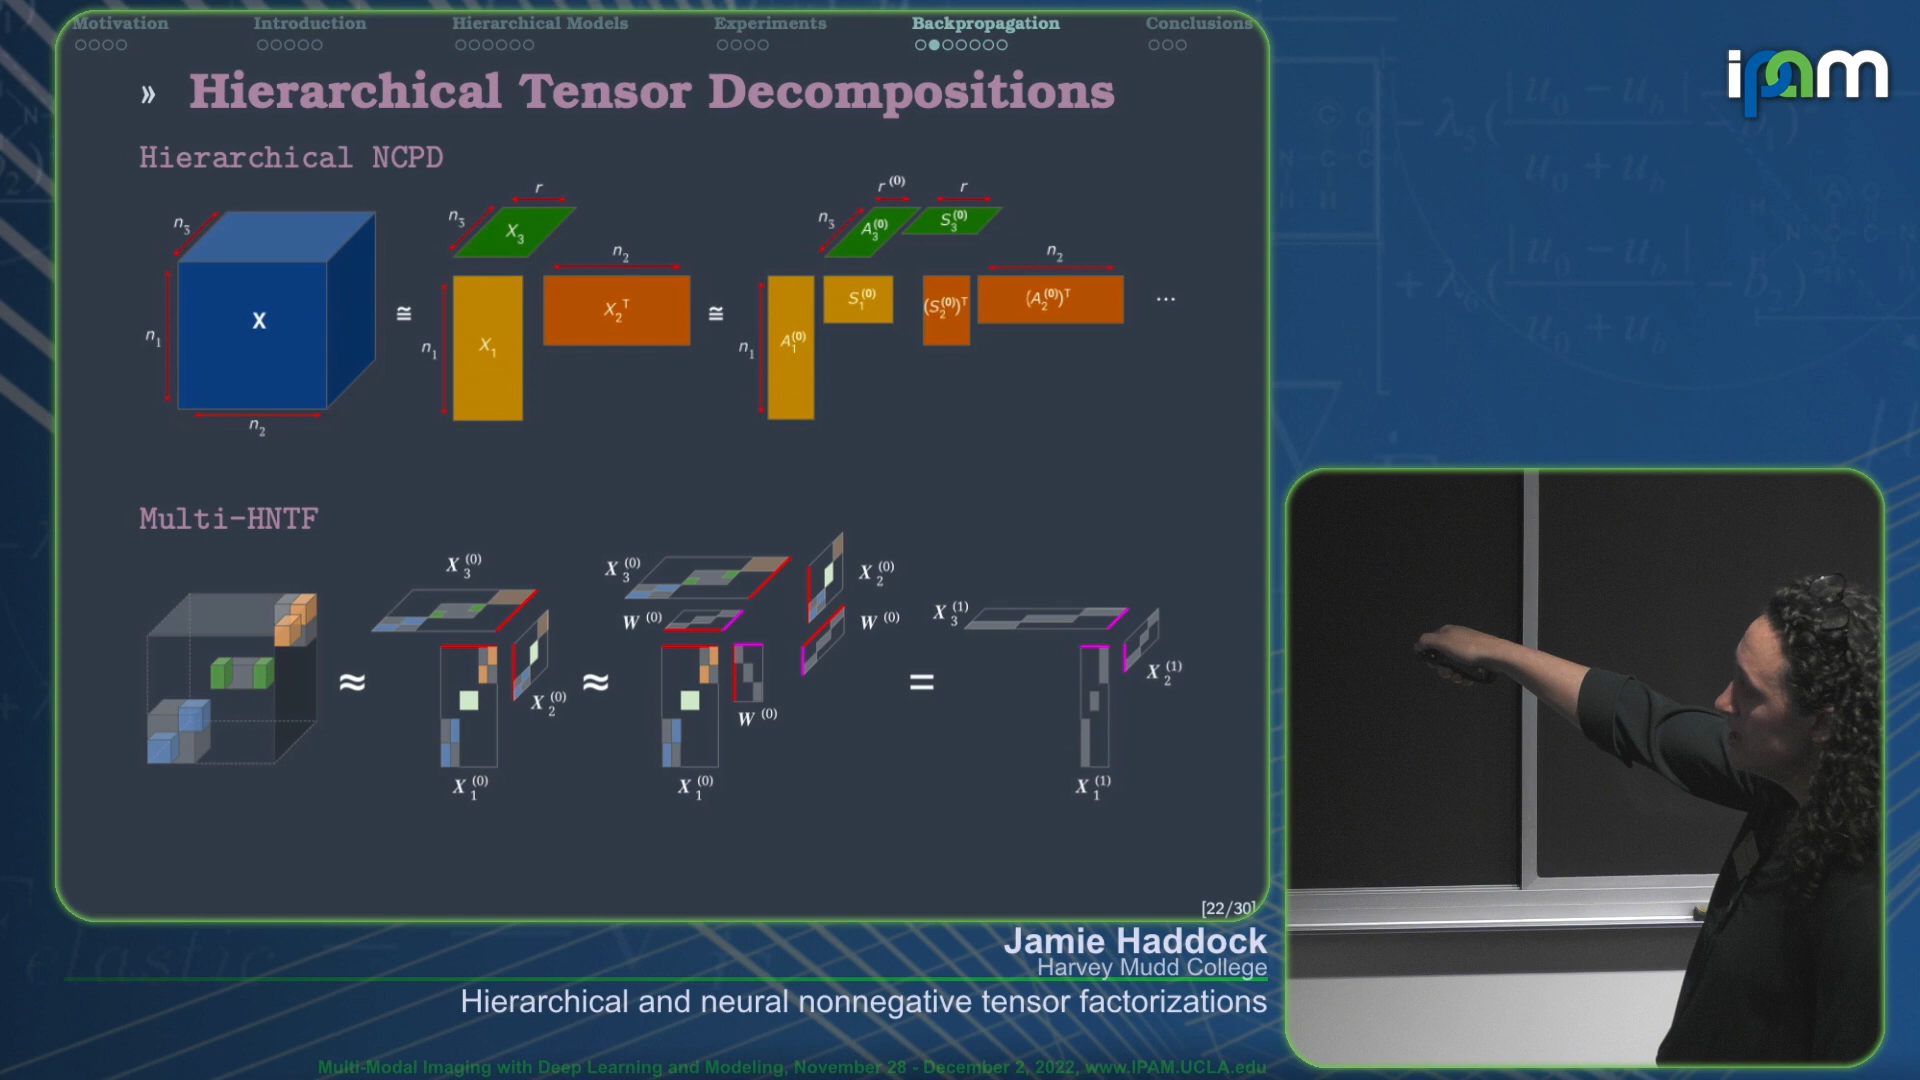 Motivation Introduction Hierarchical Models Experiments Backpropagation Conclusions
» Hierarchical Tensor Decompositions
Hierarchical NCPD
n₃ n₁ n₂ X
≅
r n₃ X₃ n₂ n₁ X₁ X₂ᵀ
≅
r⁽⁰⁾ r n₃ A₃⁽⁰⁾ S₃⁽⁰⁾ n₂ n₁ A₁⁽⁰⁾ S₁⁽⁰⁾ (S₂⁽⁰⁾)ᵀ (A₂⁽⁰⁾)ᵀ ...
Multi-HNTF
≈
X₃⁽⁰⁾ X₂⁽⁰⁾ X₁⁽⁰⁾
≈
X₃⁽⁰⁾ X₂⁽⁰⁾ W⁽⁰⁾ W⁽⁰⁾ W⁽⁰⁾ X₁⁽⁰⁾
=
X₃⁽¹⁾ X₂⁽¹⁾ X₁⁽¹⁾
[22/30]
ipam
Jamie Haddock
Harvey Mudd College
Hierarchical and neural nonnegative tensor factorizations
Multi-Modal Imaging with Deep Learning and Modeling, November 28 - December 2, 2022, www.IPAM.UCLA.edu